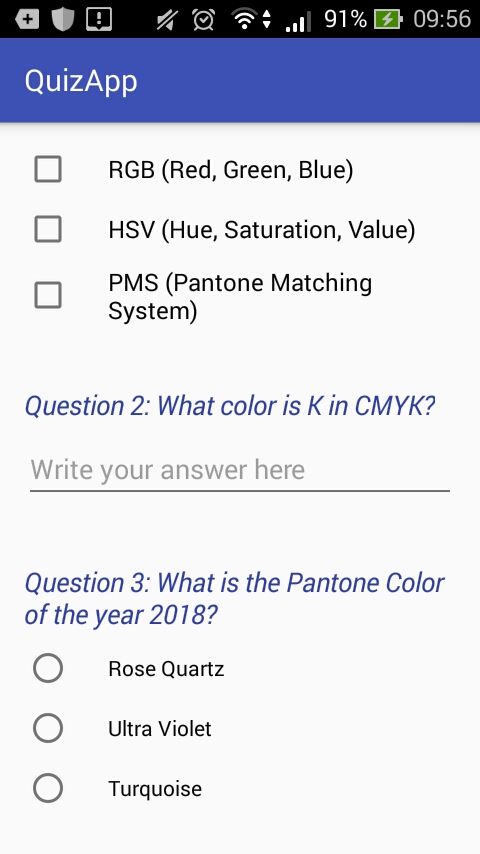 91% 09:56
QuizApp
RGB (Red, Green, Blue)
HSV (Hue, Saturation, Value)
PMS (Pantone Matching
System)
Question 2: What color is K in CMYK?
Write your answer here
Question 3: What is the Pantone Color
of the year 2018?
Rose Quartz
Ultra Violet
Turquoise